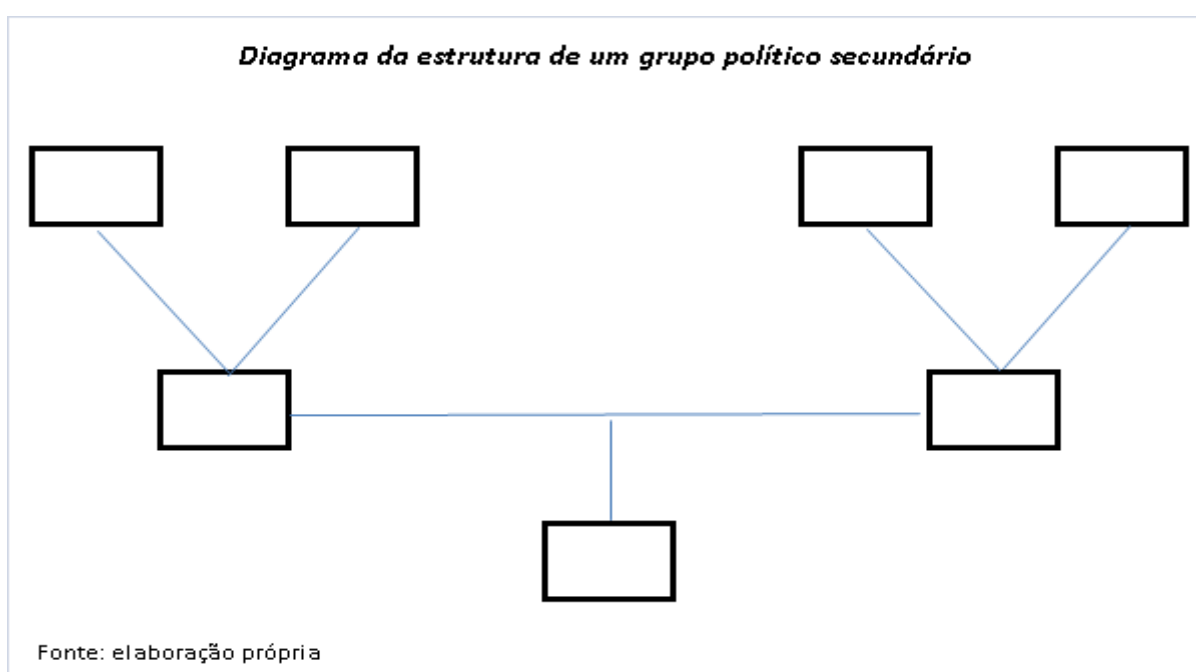 Diagrama da estrutura de um grupo político secundário
Fonte: elaboração própria